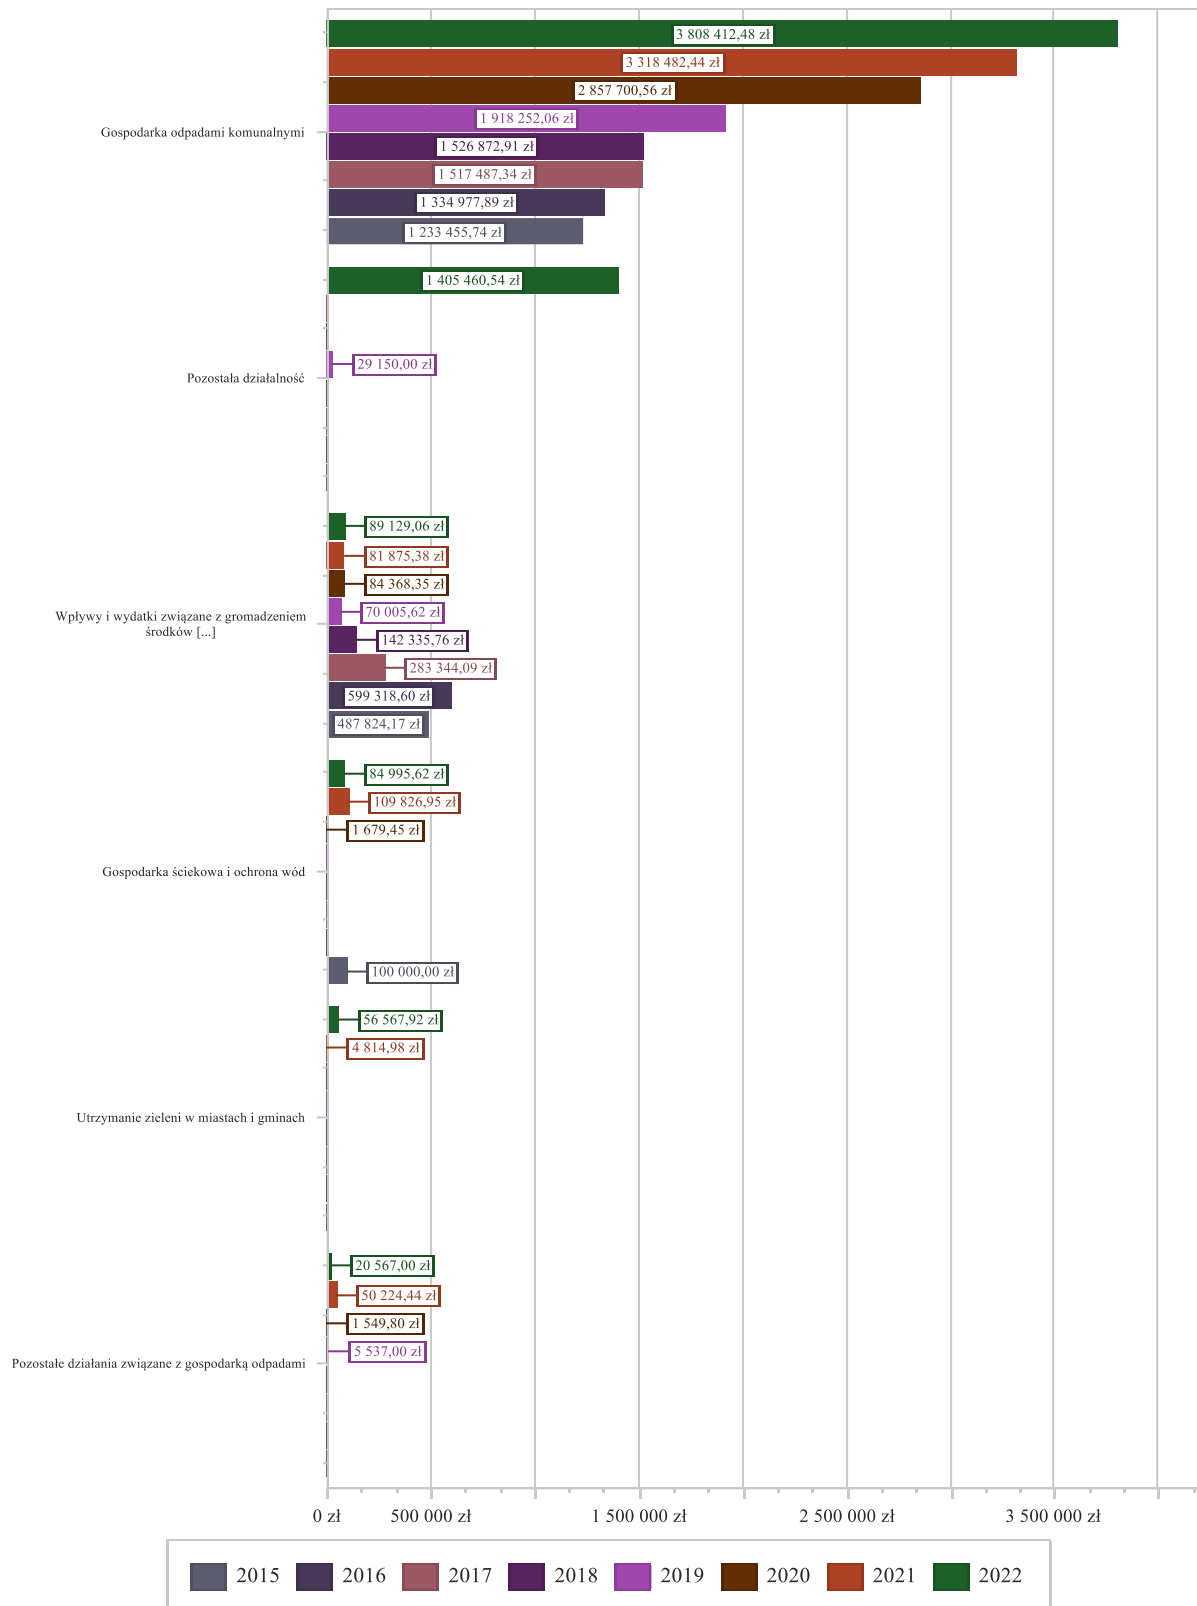 3 808 412,48 zł
3 318 482,44 zł
2 857 700,56 zł
1 918 252,06 zł
Gospodarka odpadami komunalnymi
1 526 872,91 zł
1 517 487,34 zł
1 334 977,89 zł
1 233 455,74 zł
1 405 460,54 zł
29 150,00 zł
Pozostała działalność
89 129,06 zł
81 875,38 zł
84 368,35 zł
70 005,62 zł
Wpływy i wydatki związane z gromadzeniem
środków [...]
142 335,76 zł
283 344,09 zł
599 318,60 zł
487 824,17 zł
84 995,62 zł
109 826,95 zł
1 679,45 zł
Gospodarka ściekowa i ochrona wód
100 000,00 zł
56 567,92 zł
4 814,98 zł
Utrzymanie zieleni w miastach i gminach
20 567,00 zł
50 224,44 zł
1 549,80 zł
5 537,00 zł
Pozostałe działania związane z gospodarką odpadami
0 zł 500 000 zł 1 500 000 zł 2 500 000 zł 3 500 000 zł
2015 2016 2017 2018 2019 2020 2021 2022